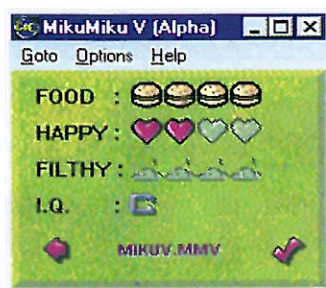 MikuMiku V (Alpha)
Goto Options Help
FOOD :
HAPPY :
FILTHY :
I.Q. :
MIKUV.MMV